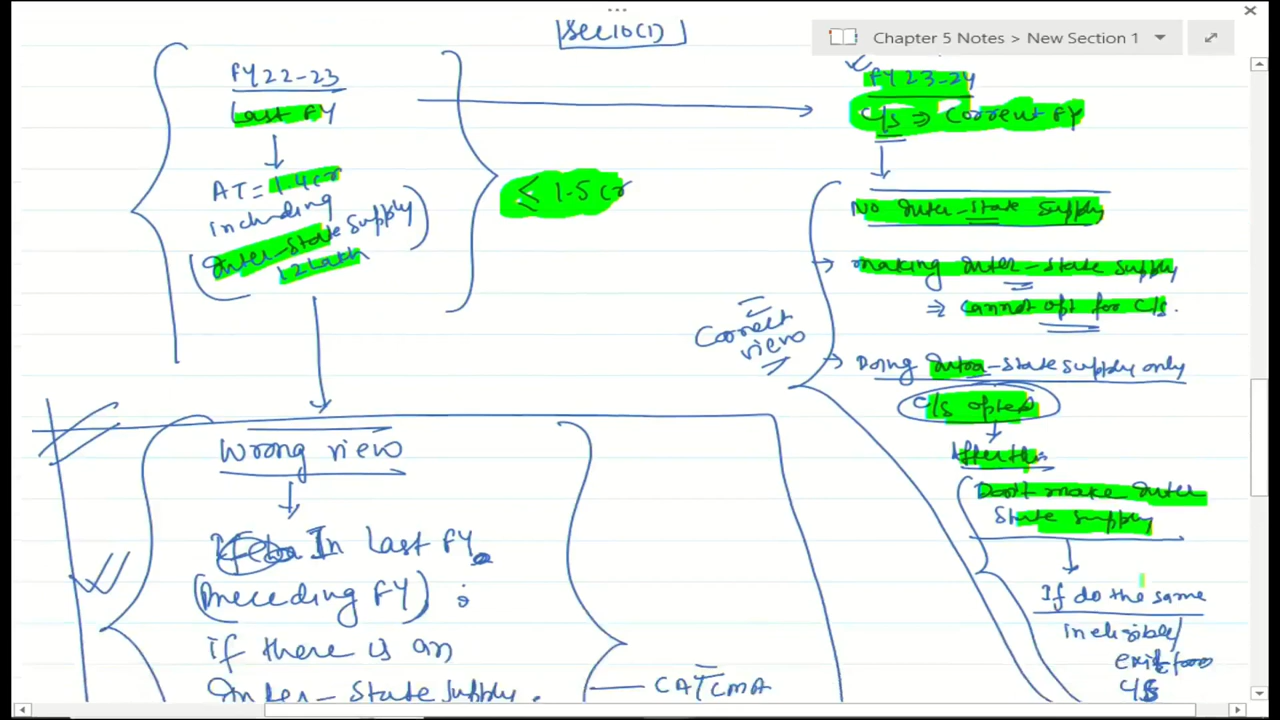 Sec 10(1)
Chapter 5 Notes > New Section 1
FY 22-23
Last FY
AT = 1.4 cr
including
(Inter-State supply
12 Lakh)
≤ 1.5 cr
FY 23-24
C/S ⇒ Current FY
No Inter-State Supply
→ making Inter-State supply
⇒ cannot opt for C/S.
→ Doing Intra-State supply only
C/S opted
After this
Don't make Inter
State supply
If do the same
ineligible/
exit from
C/S
Correct
view
Wrong view
In last FY
(Preceding FY) :
if there is an
Inter-State supply.
CA CMA